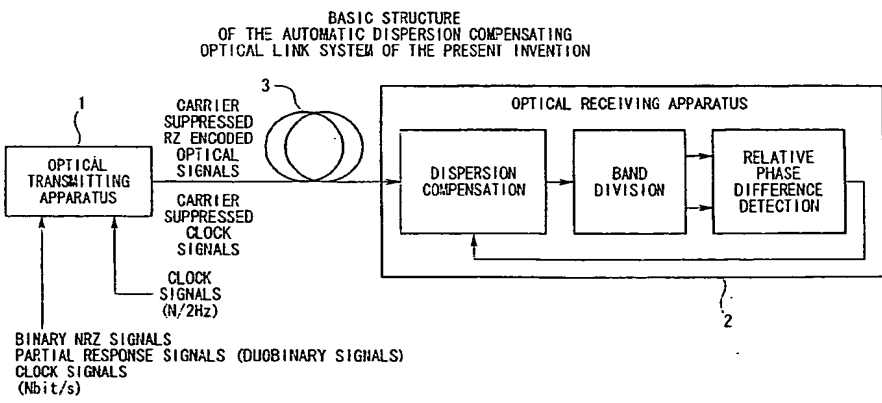 BASIC STRUCTURE
OF THE AUTOMATIC DISPERSION COMPENSATING
OPTICAL LINK SYSTEM OF THE PRESENT INVENTION
1
OPTICAL
TRANSMITTING
APPARATUS
CARRIER
SUPPRESSED
RZ ENCODED
OPTICAL
SIGNALS
CARRIER
SUPPRESSED
CLOCK
SIGNALS
3
OPTICAL RECEIVING APPARATUS
DISPERSION
COMPENSATION
BAND
DIVISION
RELATIVE
PHASE
DIFFERENCE
DETECTION
2
CLOCK
SIGNALS
(N/2Hz)
BINARY NRZ SIGNALS
PARTIAL RESPONSE SIGNALS (DUOBINARY SIGNALS)
CLOCK SIGNALS
(Nbit/s)